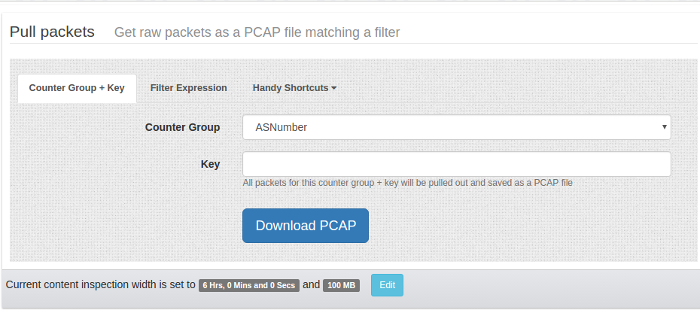 Pull packets Get raw packets as a PCAP file matching a filter
Counter Group + Key Filter Expression Handy Shortcuts
Counter Group ASNumber
Key
All packets for this counter group + key will be pulled out and saved as a PCAP file
Download PCAP
Current content inspection width is set to 6 Hrs, 0 Mins and 0 Secs and 100 MB Edit